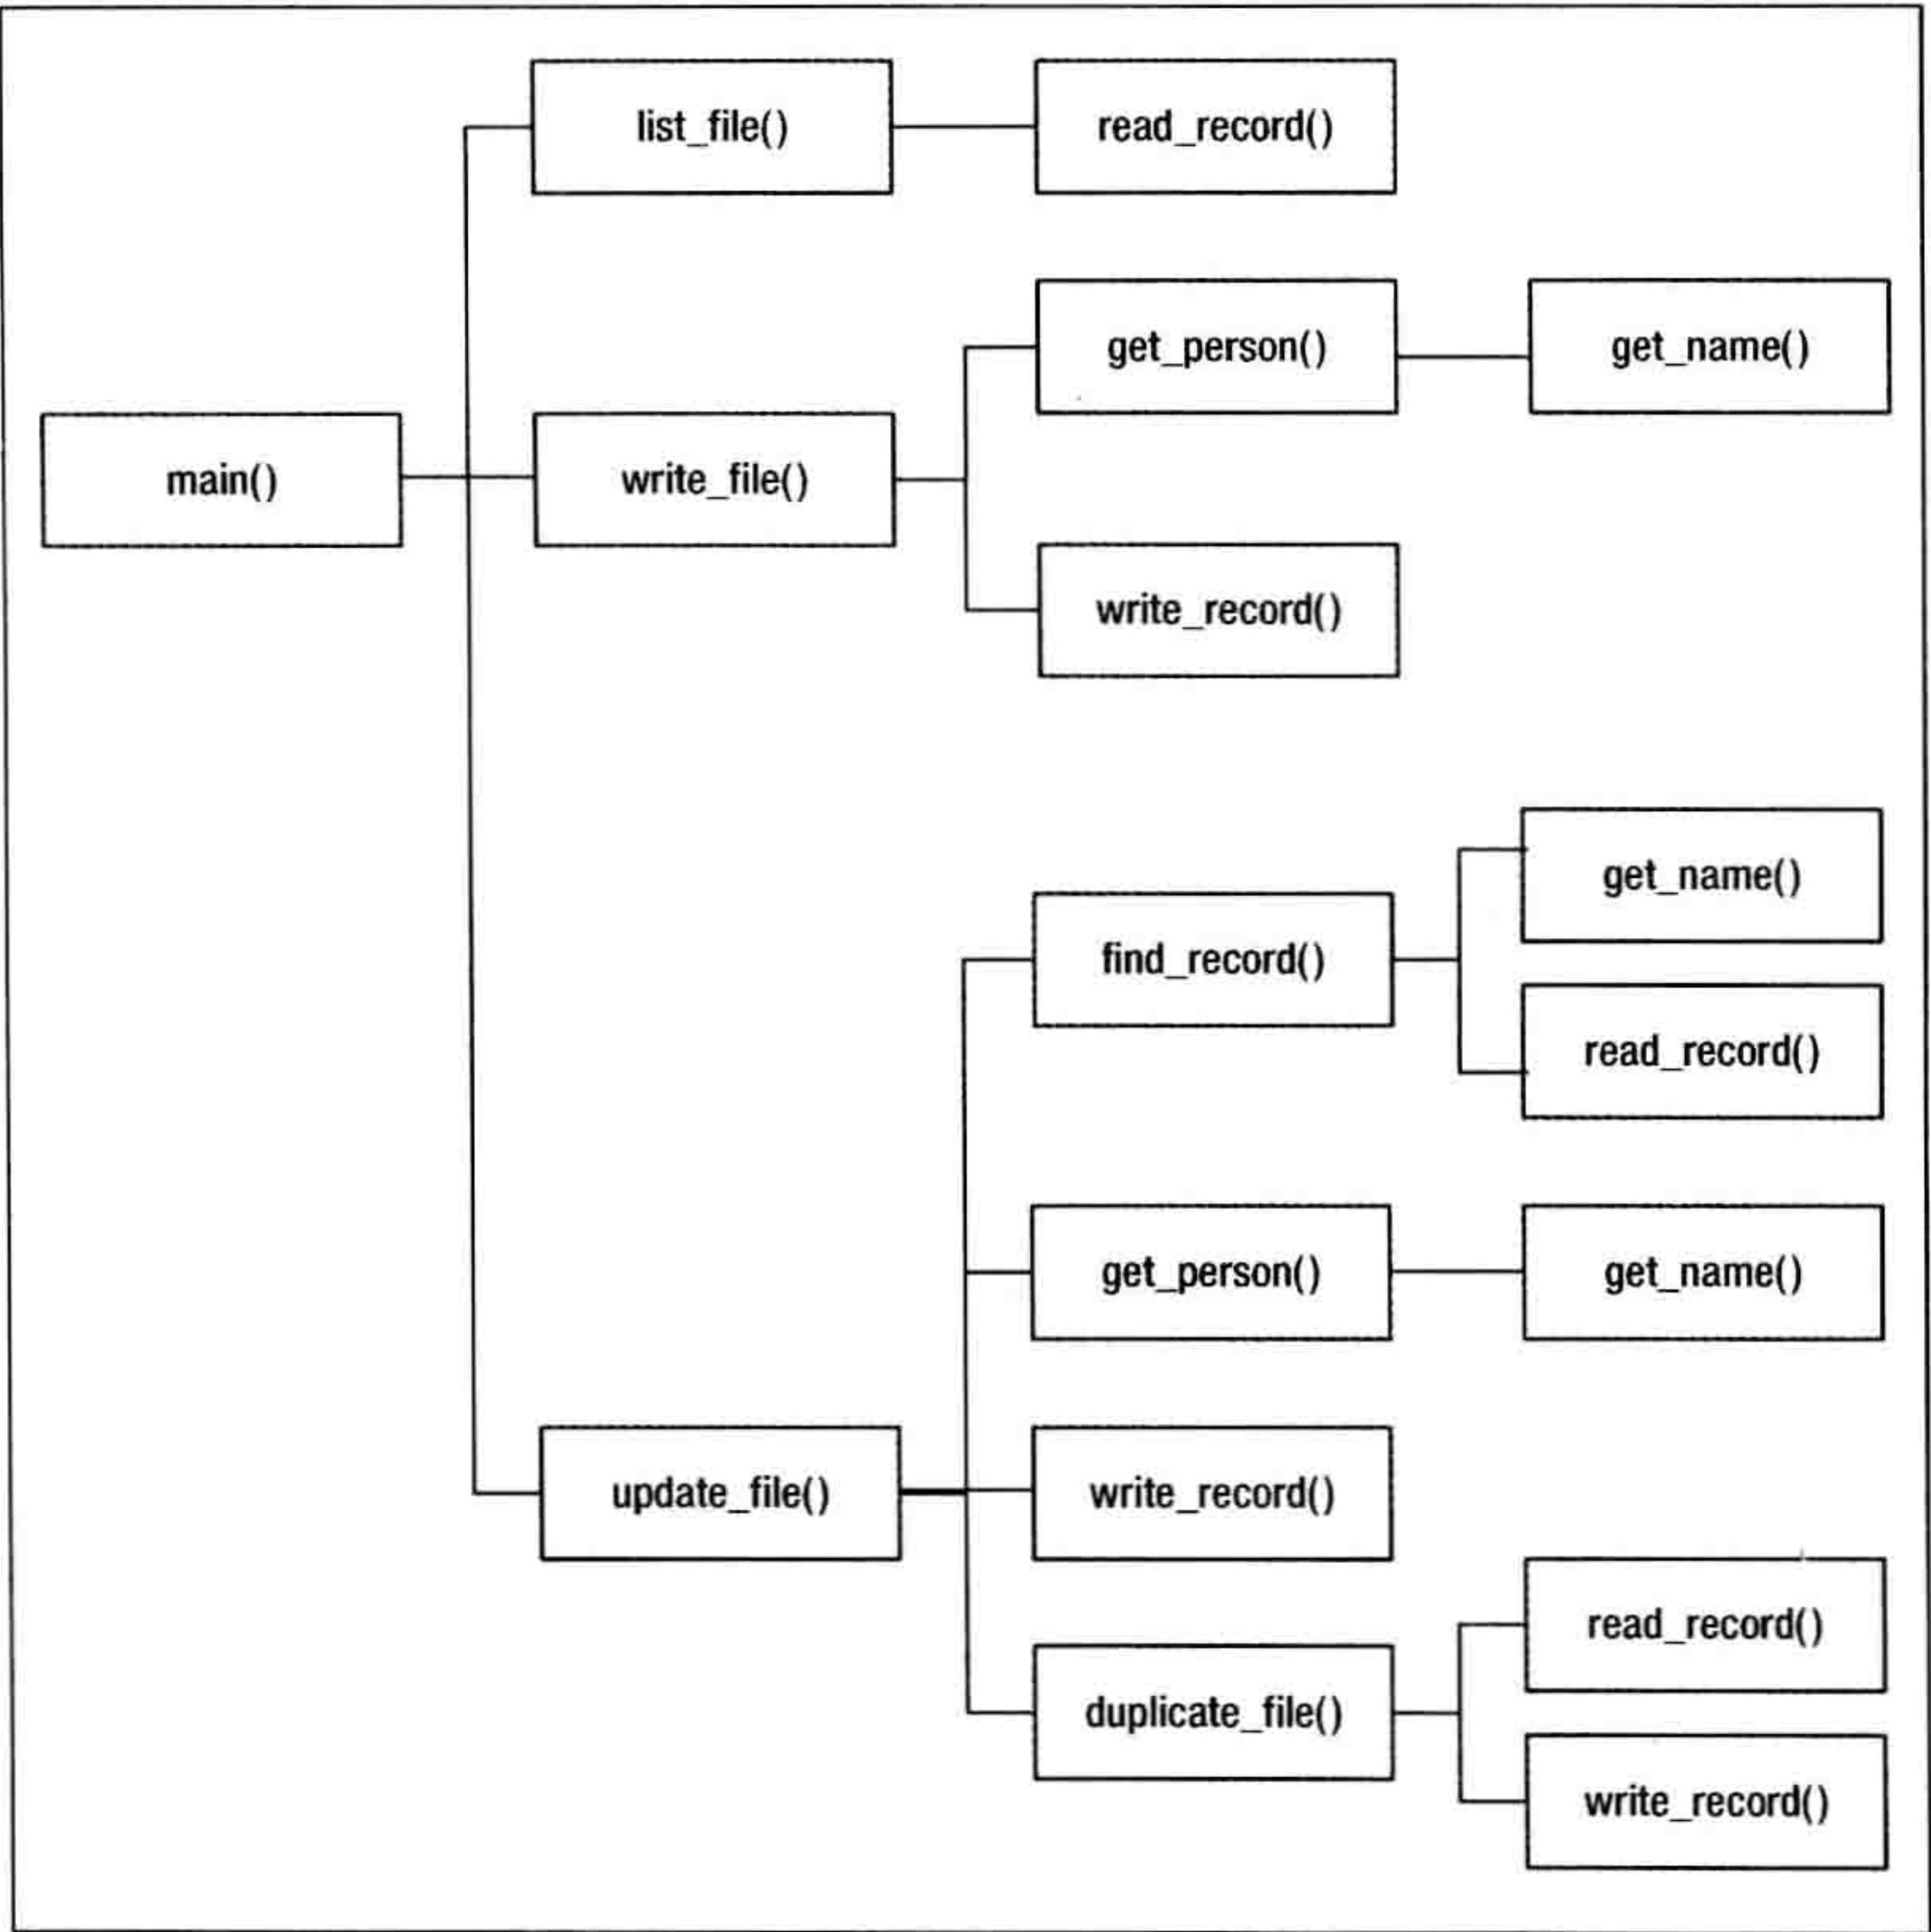 list_file()
read_record()
get_person()
get_name()
main()
write_file()
write_record()
get_name()
find_record()
read_record()
get_person()
get_name()
update_file()
write_record()
read_record()
duplicate_file()
write_record()